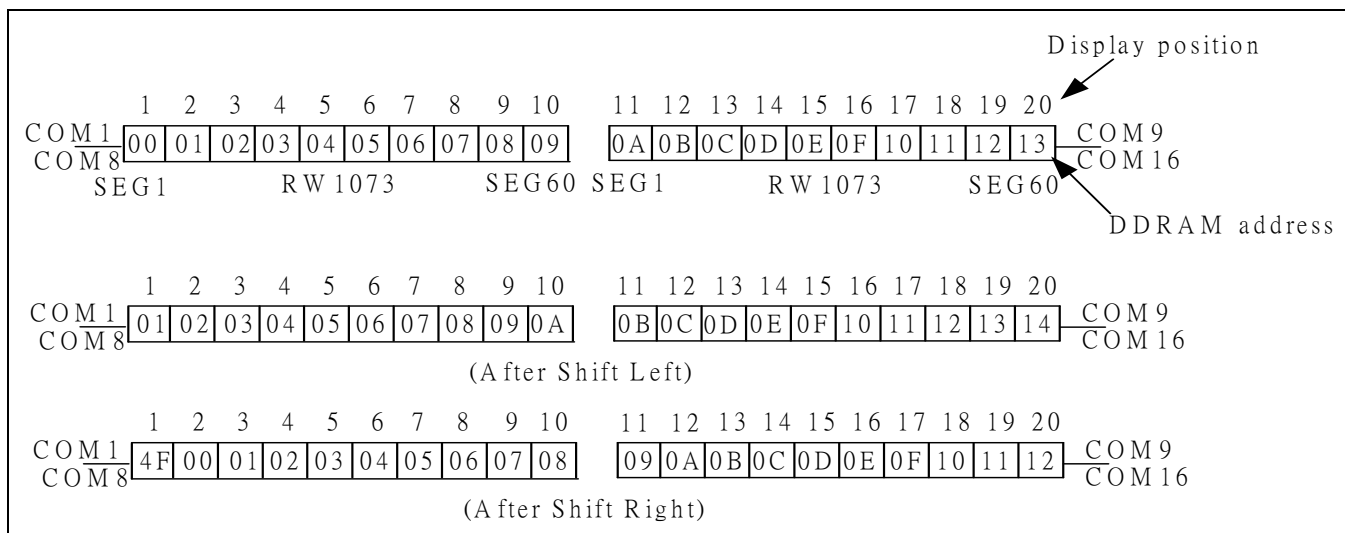 Display position
1 2 3 4 5 6 7 8 9 10 11 12 13 14 15 16 17 18 19 20
COM1 00 01 02 03 04 05 06 07 08 09 0A 0B 0C 0D 0E 0F 10 11 12 13 COM9
COM8 COM16
SEG1 RW1073 SEG60 SEG1 RW1073 SEG60
DDRAM address
1 2 3 4 5 6 7 8 9 10 11 12 13 14 15 16 17 18 19 20
COM1 01 02 03 04 05 06 07 08 09 0A 0B 0C 0D 0E 0F 10 11 12 13 14 COM9
COM8 COM16
(After Shift Left)
1 2 3 4 5 6 7 8 9 10 11 12 13 14 15 16 17 18 19 20
COM1 4F 00 01 02 03 04 05 06 07 08 09 0A 0B 0C 0D 0E 0F 10 11 12 COM9
COM8 COM16
(After Shift Right)